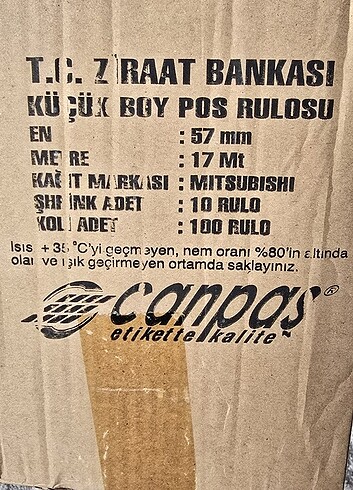 T.C. ZİRAAT BANKASI
KÜÇÜK BOY POS RULOSU
EN : 57 mm
METRE : 17 Mt
KAĞIT MARKASI : MITSUBISHI
ŞHRİNK ADET : 10 RULO
KOLİ ADET : 100 RULO
Isısı +35 °C'yi geçmeyen, nem oranı %80'in altında
olan ve ışık geçirmeyen ortamda saklayınız.
canpaş®
etikette kalite